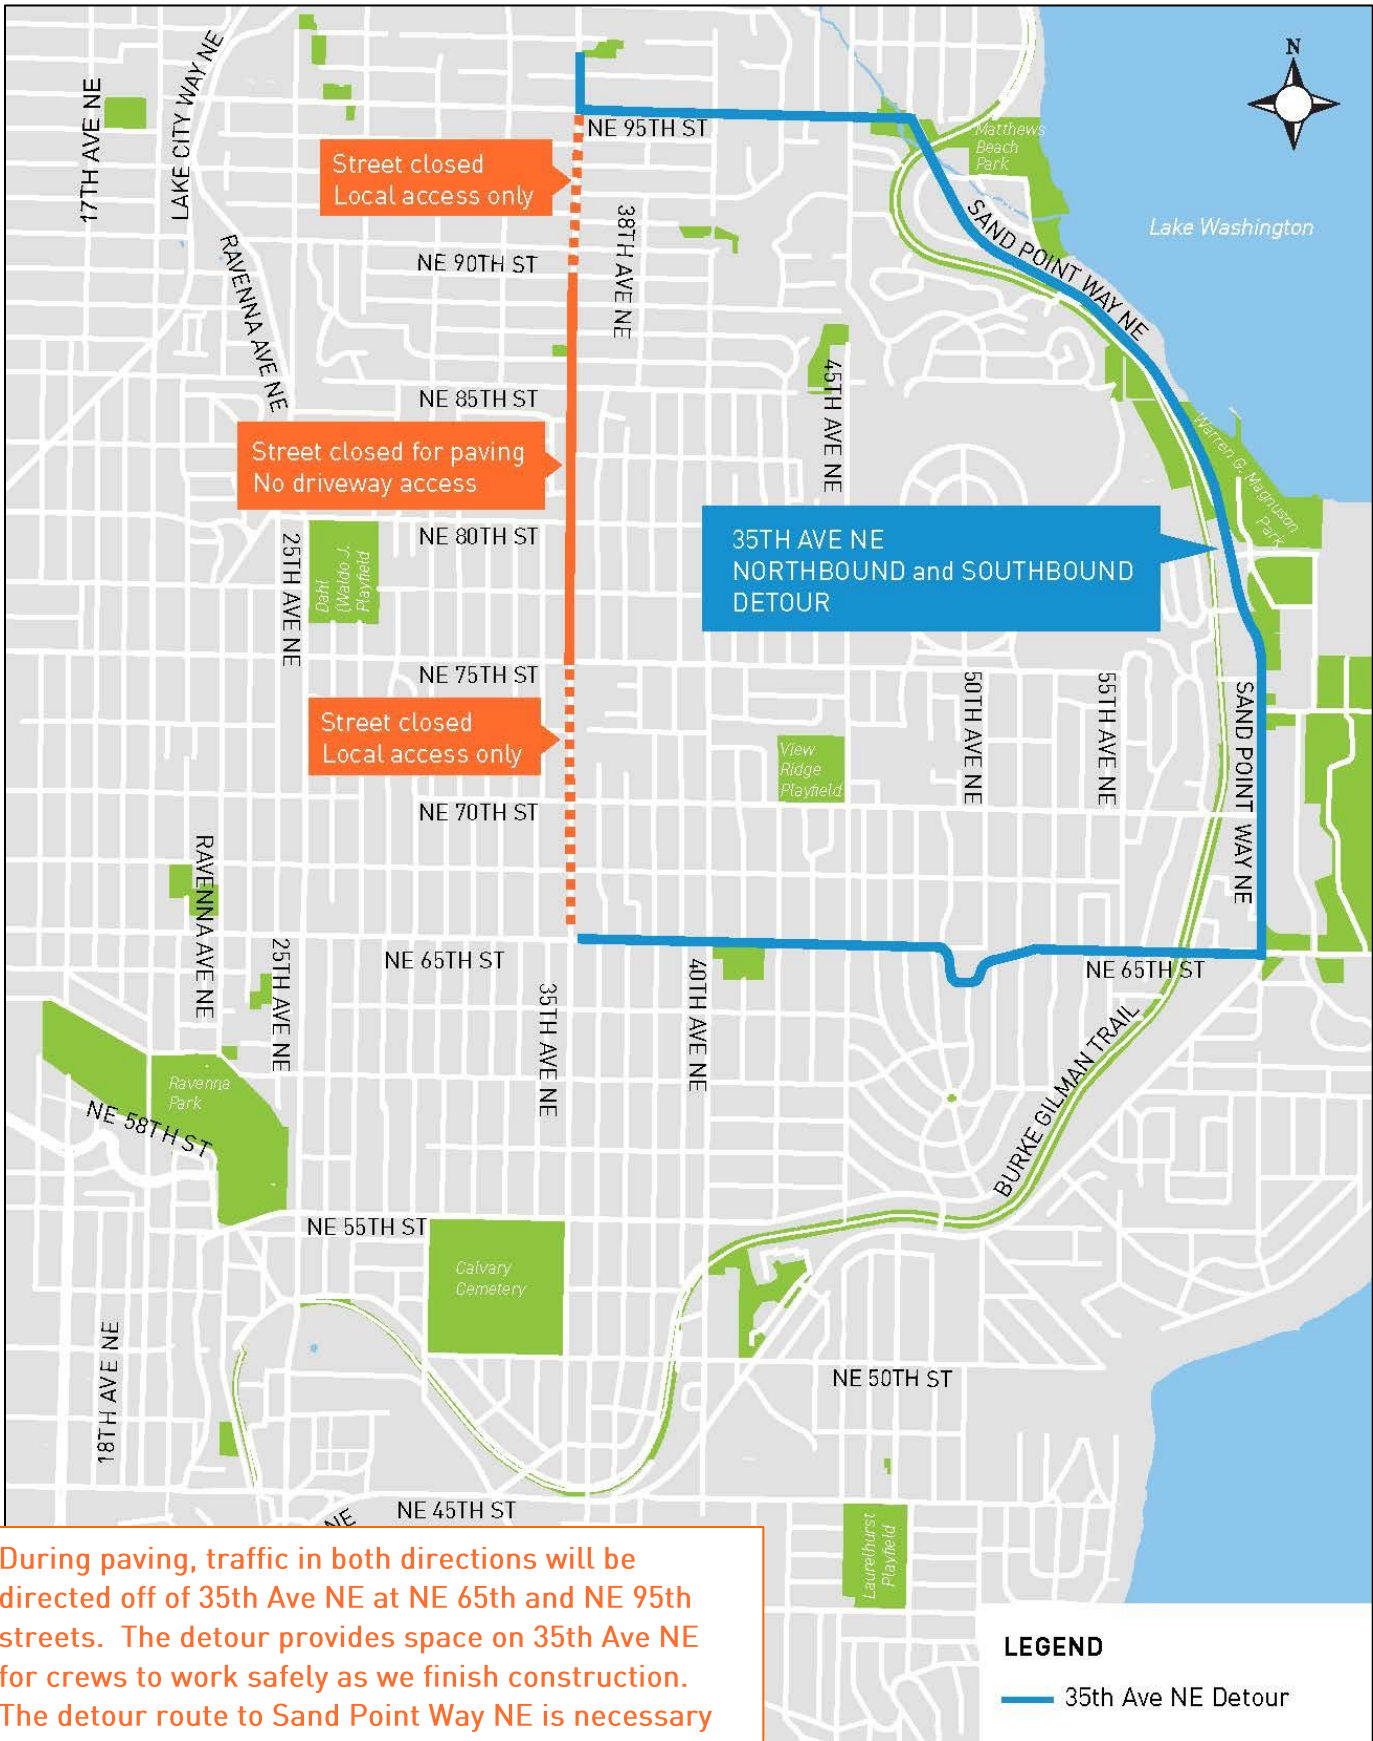 N
17TH AVE NE
LAKE CITY WAY NE
NE 95TH ST
Matthews
Beach
Park
Street closed
Local access only
38TH AVE NE
SAND POINT WAY NE
Lake Washington
RAVENNA AVE NE
NE 90TH ST
45TH AVE NE
NE 85TH ST
Warren G. Magnuson
Park
Street closed for paving
No driveway access
35TH AVE NE
NORTHBOUND and SOUTHBOUND
DETOUR
NE 80TH ST
25TH AVE NE
Dahl
(Waldo J.
Playfield
NE 75TH ST
50TH AVE NE
55TH AVE NE
SAND POINT WAY NE
Street closed
Local access only
View
Ridge
Playfield
NE 70TH ST
RAVENNA AVE NE
25TH AVE NE
NE 65TH ST
35TH AVE NE
40TH AVE NE
NE 65TH ST
BURKE GILMAN TRAIL
Ravenna
Park
NE 58TH ST
NE 55TH ST
Calvary
Cemetery
18TH AVE NE
NE 50TH ST
NE 45TH ST
NE
Laurelhurst
Playfield
During paving, traffic in both directions will be
directed off of 35th Ave NE at NE 65th and NE 95th
streets. The detour provides space on 35th Ave NE
for crews to work safely as we finish construction.
The detour route to Sand Point Way NE is necessary
LEGEND
35th Ave NE Detour